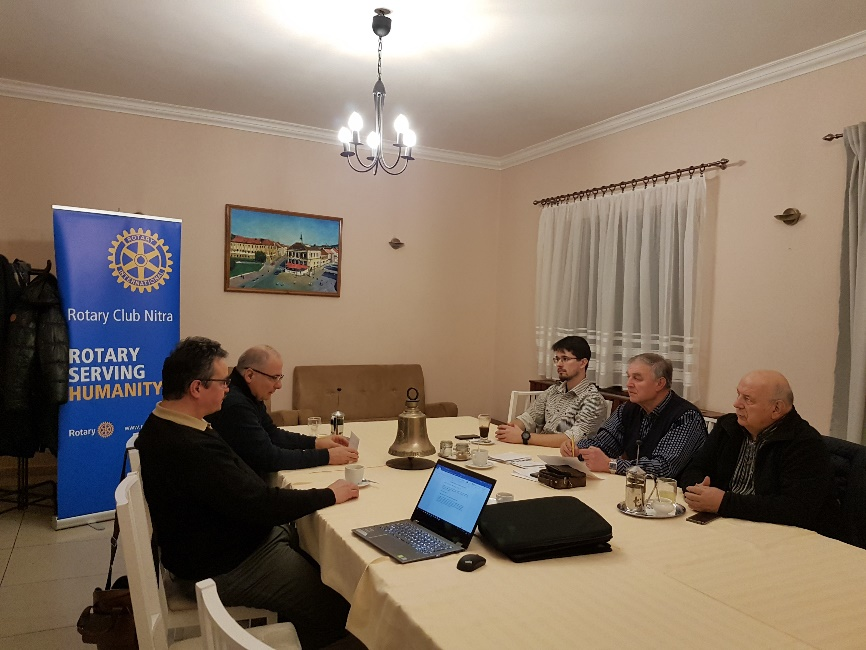 ROTARY
INTERNATIONAL
Rotary Club Nitra
ROTARY
SERVING
HUMANITY
Rotary